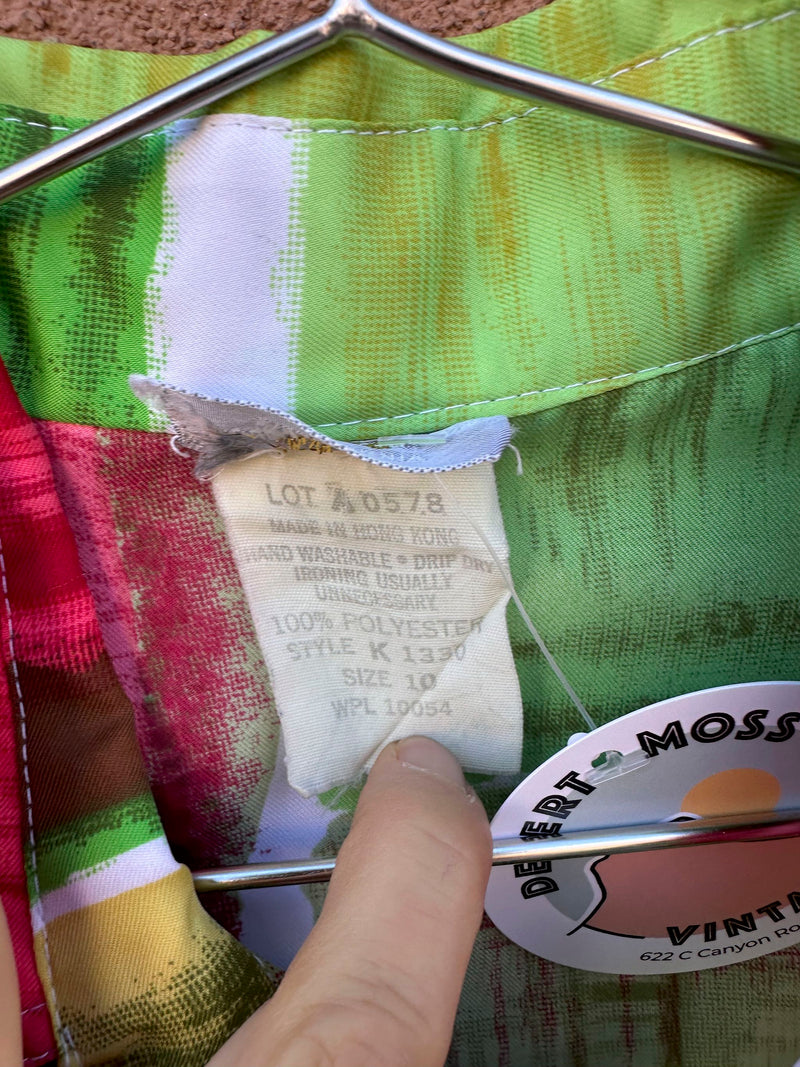 LOT A0578
MADE IN HONG KONG
HAND WASHABLE • DRIP DRY
IRONING USUALLY
UNNECESSARY
100% POLYESTER
STYLE K 1330
SIZE 10
WPL 10054
DESERT MOSS
VINTA
622 C Canyon Ro